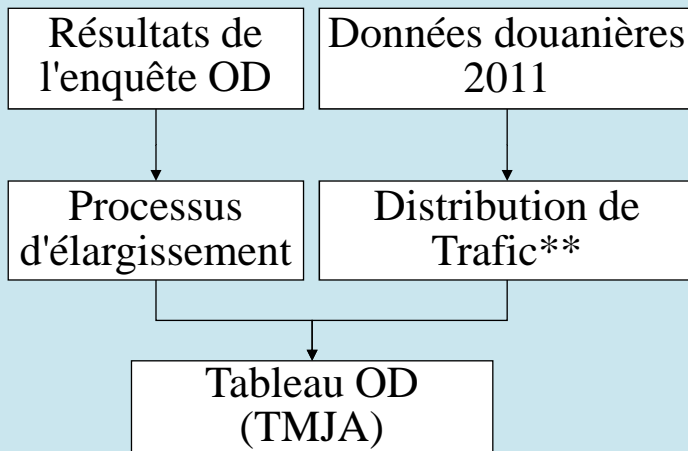 Résultats de
l'enquête OD
Données douanières
2011
Processus
d'élargissement
Distribution de
Trafic**
Tableau OD
(TMJA)